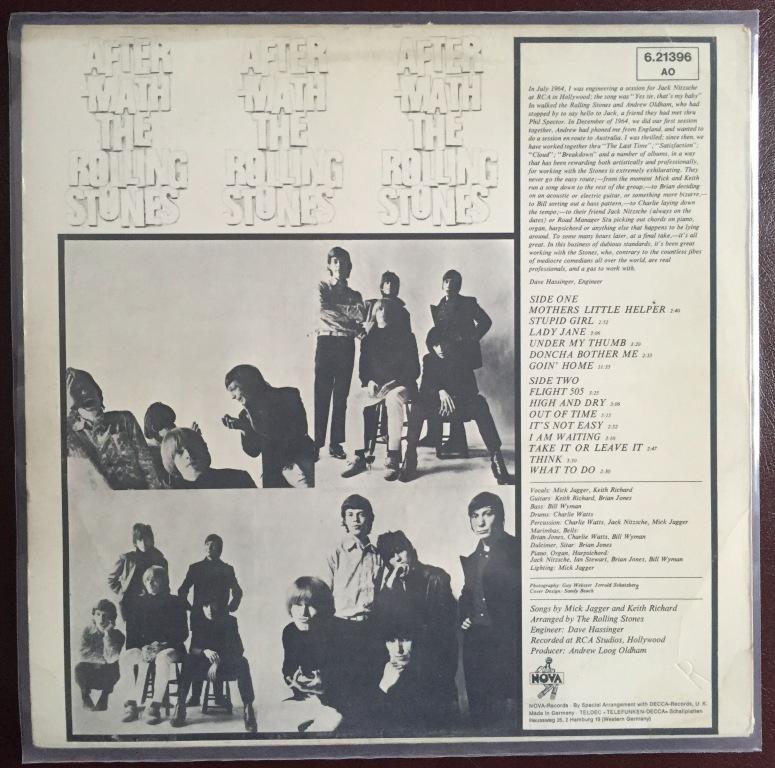 AFTER AFTER AFTER
-MATH -MATH -MATH
THE THE THE
ROLLING ROLLING ROLLING
STONES STONES STONES
6.21396
AO
In July 1964, I was engineering a session for Jack Nitzsche
at RCA in Hollywood; the song was "Yes sir, that's my baby"
In walked the Rolling Stones and Andrew Oldham, who had
stopped by to say hello to Jack, a friend they had met thru
Phil Spector. In December of 1964, we did our first session
together, Andrew had phoned me from England, and wanted to
do a session en route to Australia. I was thrilled; since then, we
have worked together thru "The Last Time"; "Satisfaction";
"Cloud"; "Breakdown" and a number of albums, in a way
that has been rewarding both artistically and professionally,
for working with the Stones is extremely exhilarating. They
never go the easy route;—from the moment Mick and Keith
run a song down to the rest of the group,—to Brian deciding
on an acoustic or electric guitar, or something more bizarre,—
to Bill sorting out a bass pattern,—to Charlie laying down
the tempo;—to their friend Jack Nitzsche (always on the
dates) or Road Manager Stu picking out chords on piano,
organ, harpsichord or anything else that happens to be lying
around. To some many hours later, at a final take,—it's all
great. In this business of dubious standards, it's been great
working with the Stones, who, contrary to the countless jibes
of mediocre comedians all over the world, are real
professionals, and a gas to work with.
Dave Hassinger, Engineer
SIDE ONE
MOTHERS LITTLE HELPER 2:40
STUPID GIRL 2:52
LADY JANE 3:06
UNDER MY THUMB 3:20
DONCHA BOTHER ME 2:35
GOIN' HOME 11:35
SIDE TWO
FLIGHT 505 3:25
HIGH AND DRY 3:06
OUT OF TIME 5:15
IT'S NOT EASY 2:52
I AM WAITING 3:10
TAKE IT OR LEAVE IT 2:47
THINK 3:10
WHAT TO DO 2:30
Vocals: Mick Jagger, Keith Richard
Guitars: Keith Richard, Brian Jones
Bass: Bill Wyman
Drums: Charlie Watts
Percussion: Charlie Watts, Jack Nitzsche, Mick Jagger
Marimbas, Bells:
Brian Jones, Charlie Watts, Bill Wyman
Dulcimer, Sitar: Brian Jones
Piano, Organ, Harpsichord:
Jack Nitzsche, Ian Stewart, Brian Jones, Bill Wyman
Lighting: Mick Jagger
Photography: Guy Webster Jerrold Schatzberg
Cover Design: Sandy Beach
Songs by Mick Jagger and Keith Richard
Arranged by The Rolling Stones
Engineer: Dave Hassinger
Recorded at RCA Studios, Hollywood
Producer: Andrew Loog Oldham
R
NOVA
NOVA-Records · By Special Arrangement with DECCA-Records, U. K.
Made in Germany · TELDEC »TELEFUNKEN-DECCA« Schallplatten
Heussweg 25, 2 Hamburg 19 (Western Germany)